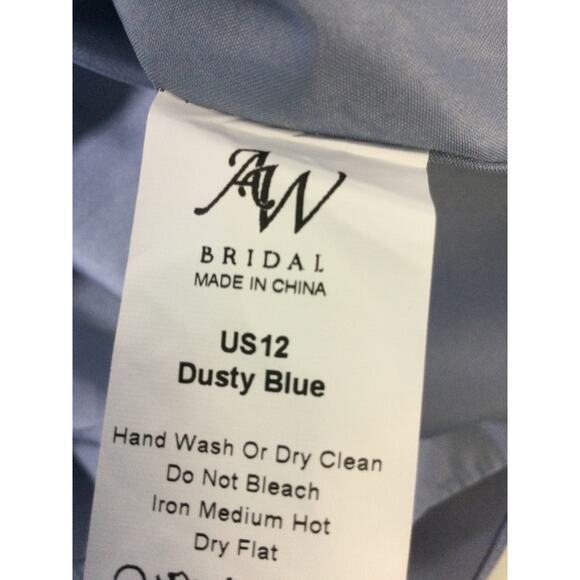 AW
BRIDAL
MADE IN CHINA
US12
Dusty Blue
Hand Wash Or Dry Clean
Do Not Bleach
Iron Medium Hot
Dry Flat